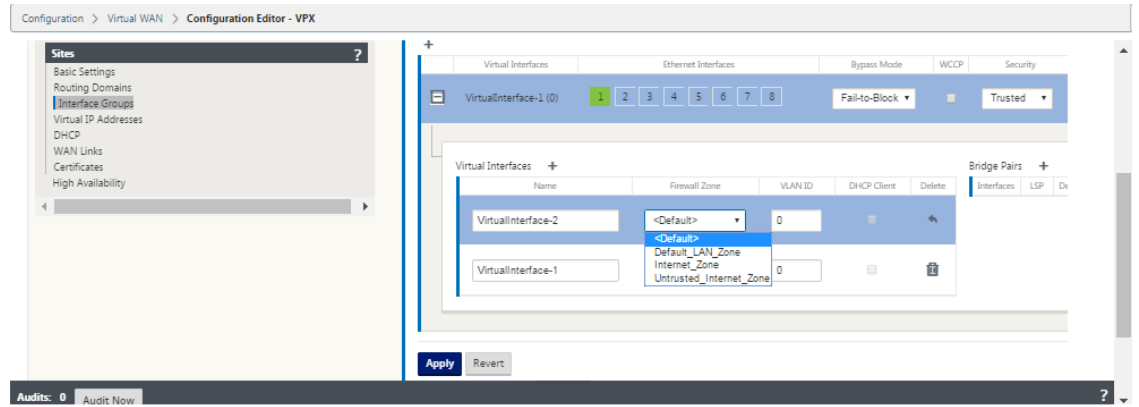 Configuration > Virtual WAN > Configuration Editor - VPX
Sites ?
Basic Settings
Routing Domains
Interface Groups
Virtual IP Addresses
DHCP
WAN Links
Certificates
High Availability
+
Virtual Interfaces Ethernet Interfaces Bypass Mode WCCP Security
VirtualInterface-1 (0) 1 2 3 4 5 6 7 8 Fail-to-Block Trusted
Virtual Interfaces + Bridge Pairs +
Name Firewall Zone VLAN ID DHCP Client Delete Interfaces LSP De
VirtualInterface-2 <Default> 0
<Default>
Default_LAN_Zone
Internet_Zone
Untrusted_Internet_Zone
VirtualInterface-1 0
Apply Revert
Audits: 0 Audit Now ?